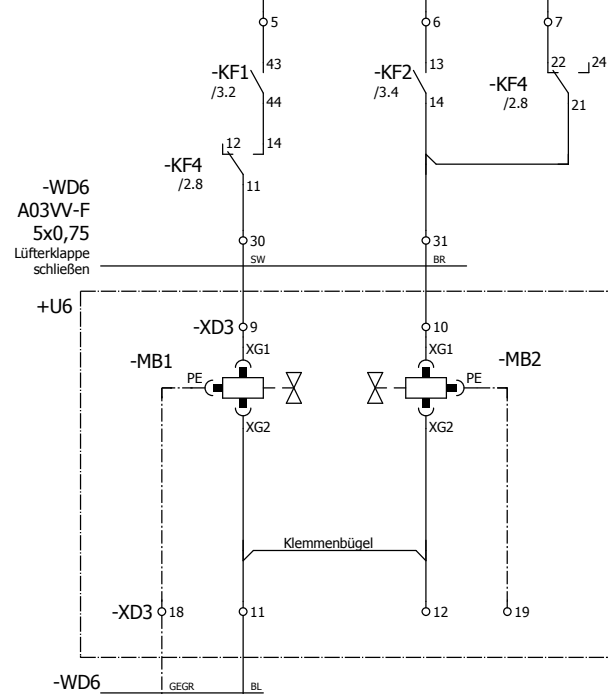 5 6 7
43 13 22 24
-KF1 -KF2 -KF4
/3.2 /3.4 /2.8
44 14 21
12 14
-KF4
/2.8 11
-WD6
A03VV-F
5x0,75
Lüfterklappe
schließen
30 31
SW BR
+U6
-XD3 9 10
XG1 XG1
-MB1 -MB2
PE PE
XG2 XG2
Klemmenbügel
-XD3 18 11 12 19
-WD6 GEGR BL